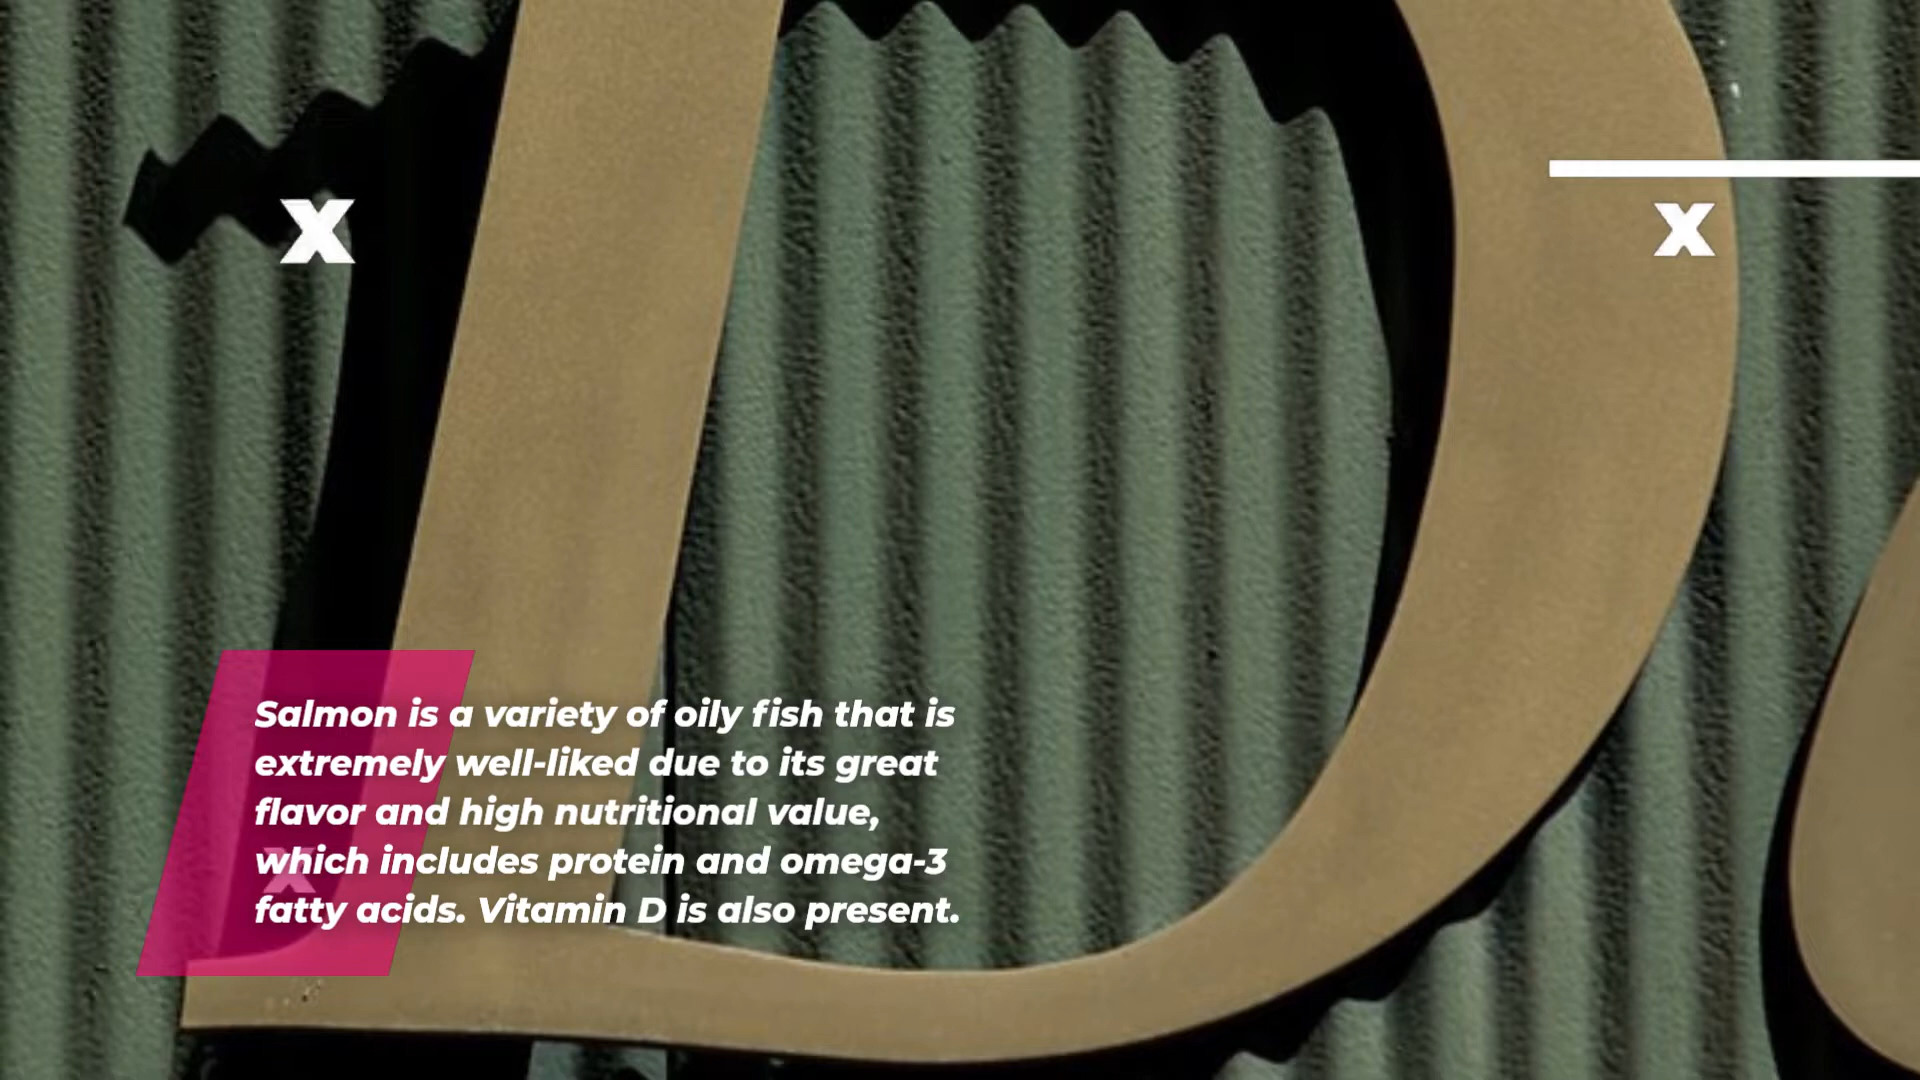 D
x
x
Salmon is a variety of oily fish that is
extremely well-liked due to its great
flavor and high nutritional value,
which includes protein and omega-3
x
fatty acids. Vitamin D is also present.